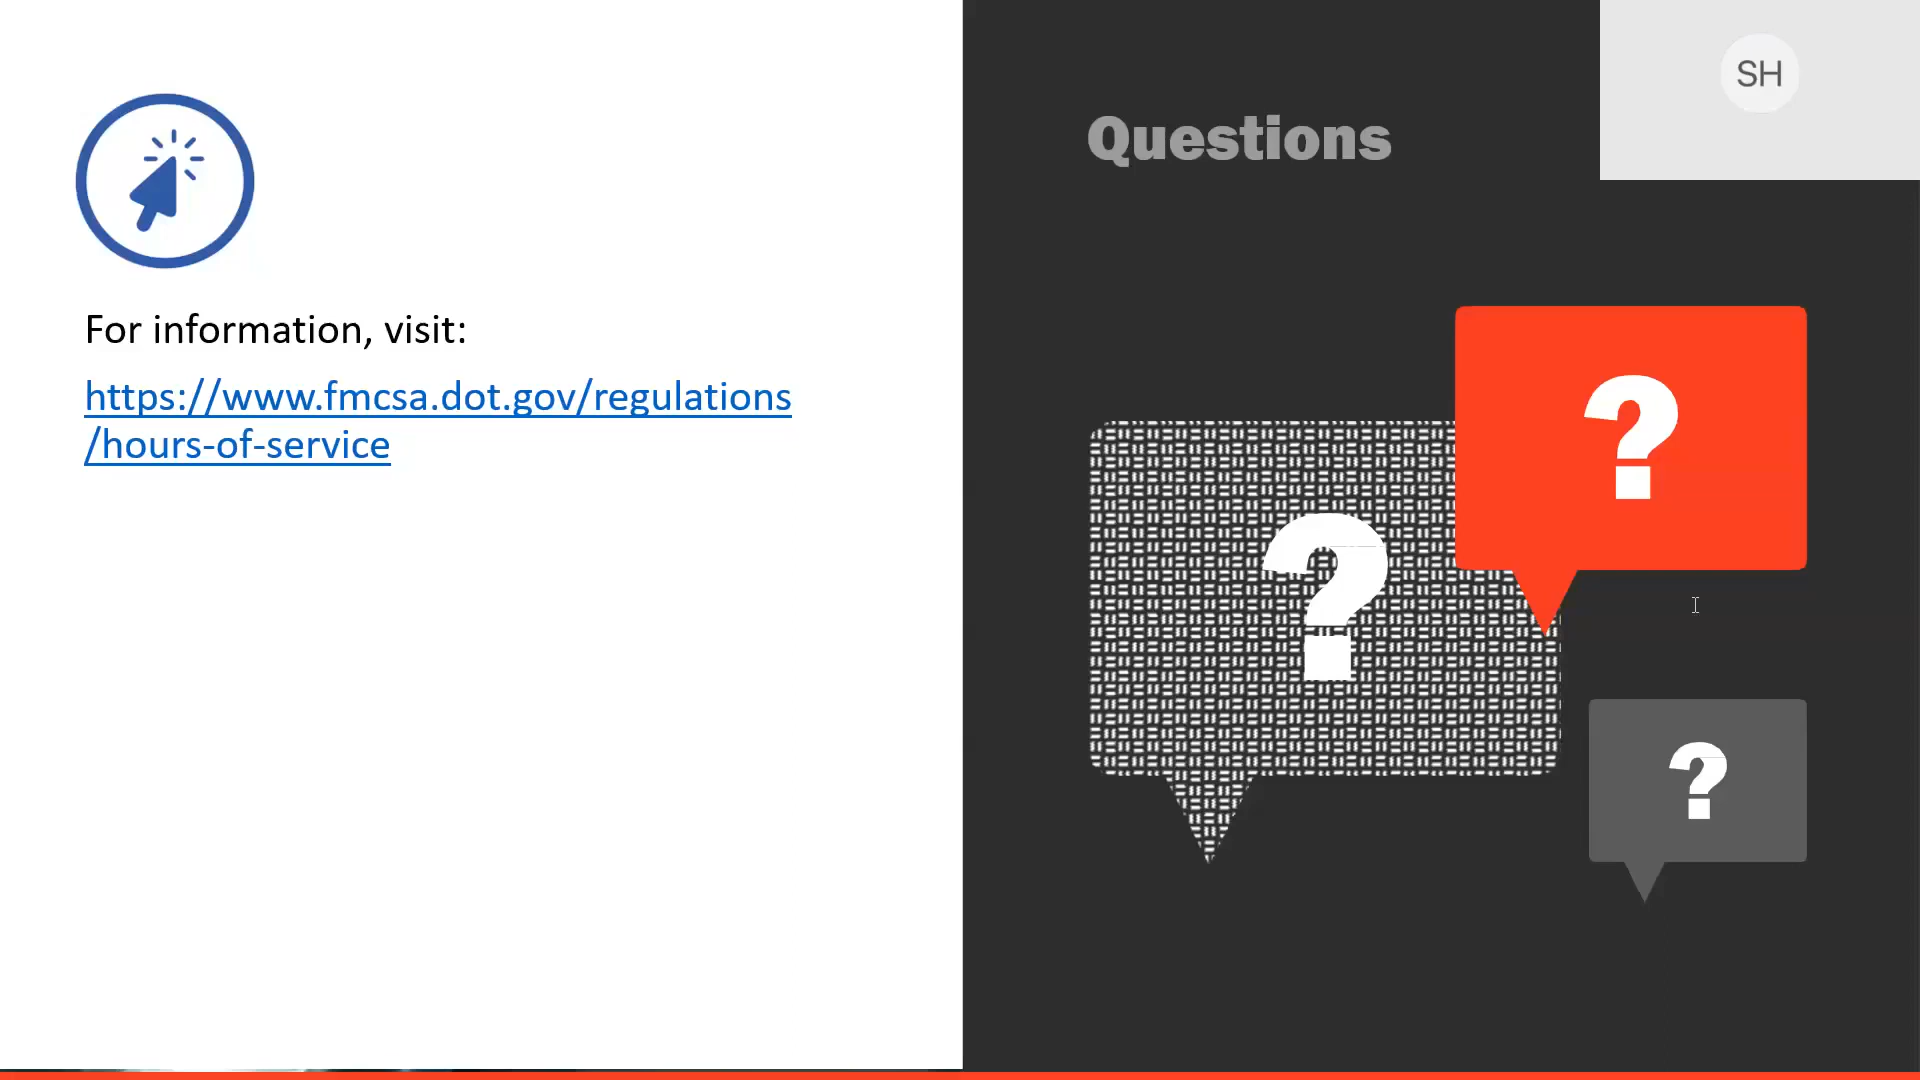 SH
Questions
For information, visit:
https://www.fmcsa.dot.gov/regulations
/hours-of-service
?
?
?